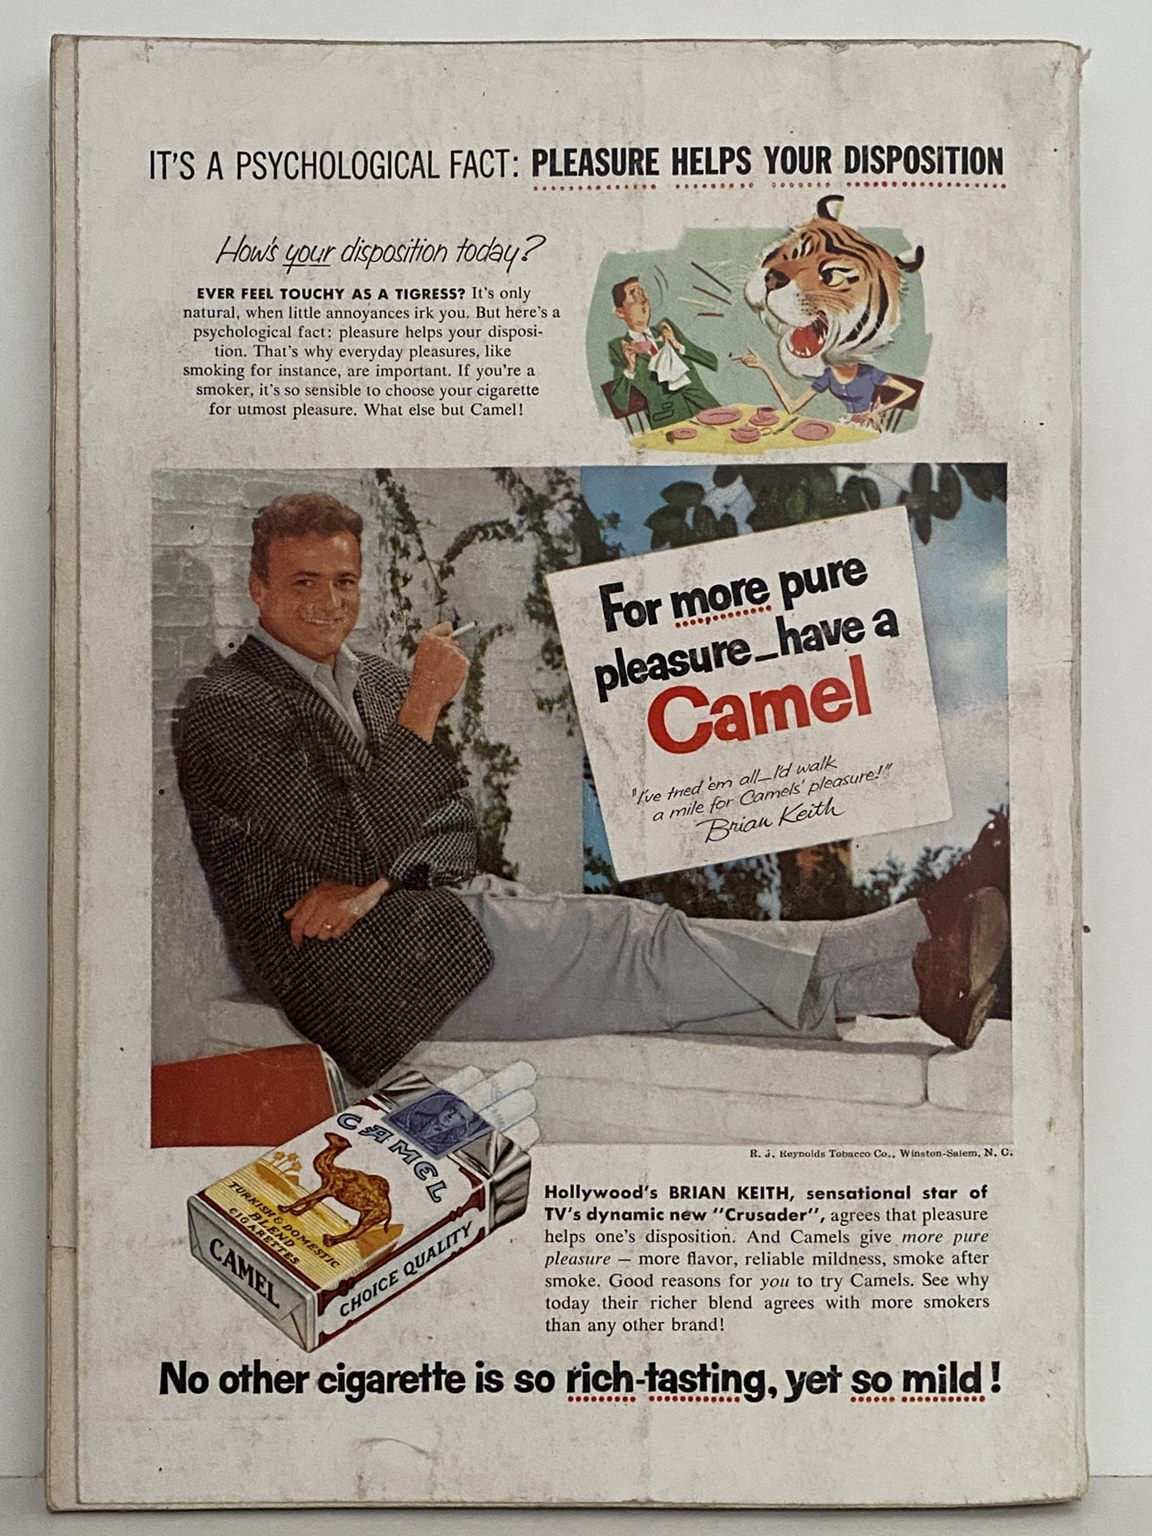 IT'S A PSYCHOLOGICAL FACT: PLEASURE HELPS YOUR DISPOSITION
How's your disposition today?
EVER FEEL TOUCHY AS A TIGRESS? It's only
natural, when little annoyances irk you. But here's a
psychological fact: pleasure helps your disposi-
tion. That's why everyday pleasures, like
smoking for instance, are important. If you're a
smoker, it's so sensible to choose your cigarette
for utmost pleasure. What else but Camel!
For more pure
pleasure—have a
Camel
"I've tried 'em all—I'd walk
a mile for Camels' pleasure!"
Brian Keith
R. J. Reynolds Tobacco Co., Winston-Salem, N. C.
CAMEL
TURKISH & DOMESTIC
BLEND
CIGARETTES
CAMEL
CHOICE QUALITY
Hollywood's BRIAN KEITH, sensational star of
TV's dynamic new "Crusader", agrees that pleasure
helps one's disposition. And Camels give more pure
pleasure — more flavor, reliable mildness, smoke after
smoke. Good reasons for you to try Camels. See why
today their richer blend agrees with more smokers
than any other brand!
No other cigarette is so rich-tasting, yet so mild!